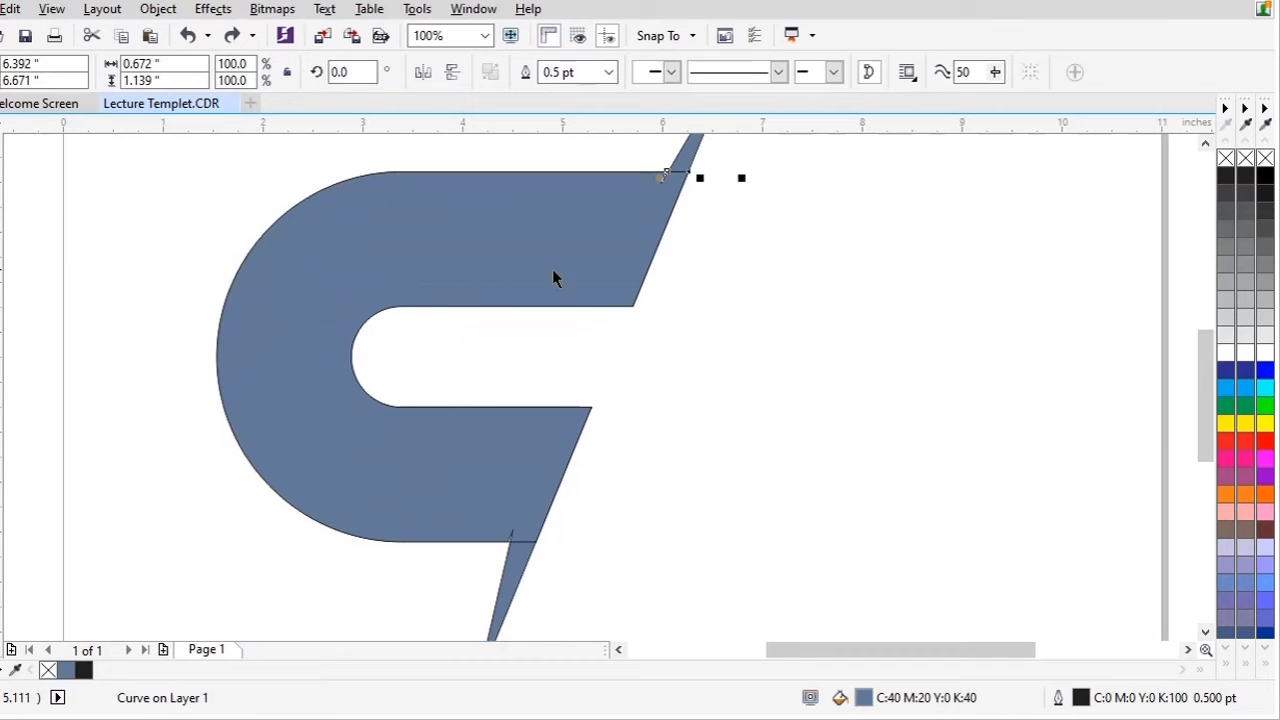 Edit View Layout Object Effects Bitmaps Text Table Tools Window Help
100% Snap To
6.392 " 0.672 " 100.0 % 0.0 ° 0.5 pt 50
6.671 " 1.139 " 100.0 %
elcome Screen Lecture Templet.CDR
0 1 2 3 4 5 6 7 8 9 10 11 inches
1 of 1 Page 1
5.111 ) Curve on Layer 1 C:40 M:20 Y:0 K:40 C:0 M:0 Y:0 K:100 0.500 pt